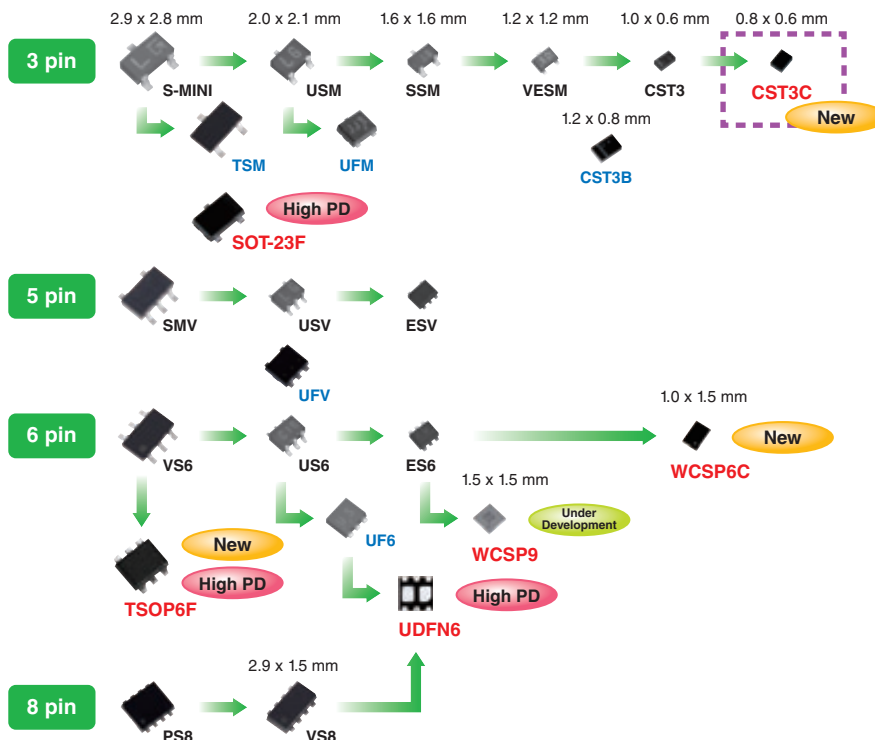 2.9 x 2.8 mm
2.0 x 2.1 mm
1.6 x 1.6 mm
1.2 x 1.2mm
1.0 x 0.6 mm
0.8 x 0.6 mm
3 pin
S-MINI
USM
SSM
VESM
CST3
CST3C
New
1.2 x 0.8 mm
TSM
UFM
CST3B
High PD
SOT-23F
5 pin
SMV
USV
ESV
UFV
1.0 x 1.5 mm
6 pin
New
VS6
US6
ES6
WCSP6C
1.5 x 1.5 mm
Under
Development
New
UF6
WCSP9
High PD
TSOP6F
High PD
UDFN6
2.9 x 1.5 mm
8 pin
PS8
VS8